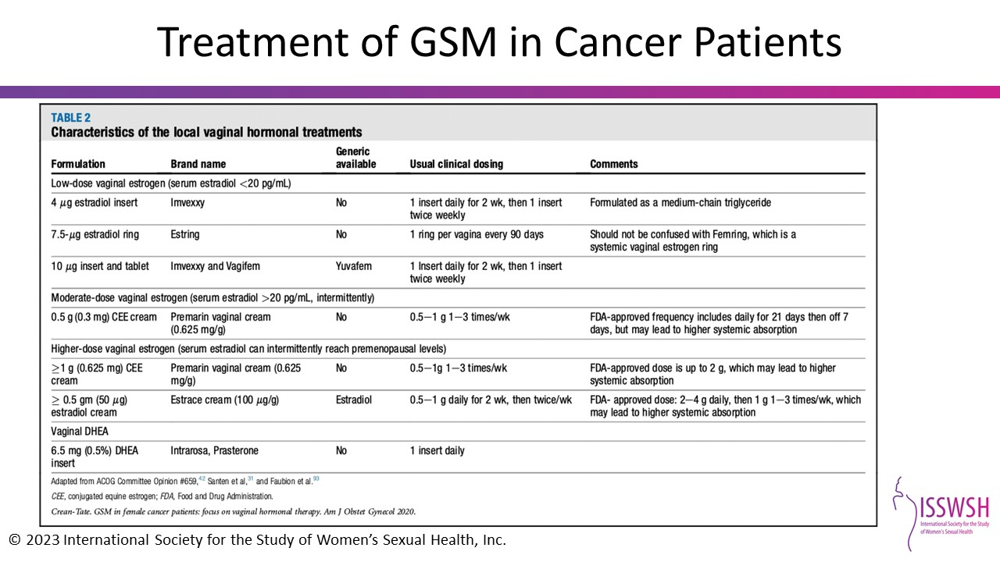 Treatment of GSM in Cancer Patients
TABLE 2
Characteristics of the local vaginal hormonal treatments
Formulation Brand name Generic available Usual clinical dosing Comments
Low-dose vaginal estrogen (serum estradiol <20 pg/mL)
4 μg estradiol insert Imvexxy No 1 insert daily for 2 wk, then 1 insert twice weekly Formulated as a medium-chain triglyceride
7.5-μg estradiol ring Estring No 1 ring per vagina every 90 days Should not be confused with Femring, which is a systemic vaginal estrogen ring
10 μg insert and tablet Imvexxy and Vagifem Yuvafem 1 Insert daily for 2 wk, then 1 insert twice weekly
Moderate-dose vaginal estrogen (serum estradiol >20 pg/mL, intermittently)
0.5 g (0.3 mg) CEE cream Premarin vaginal cream (0.625 mg/g) No 0.5–1 g 1–3 times/wk FDA-approved frequency includes daily for 21 days then off 7 days, but may lead to higher systemic absorption
Higher-dose vaginal estrogen (serum estradiol can intermittently reach premenopausal levels)
≥1 g (0.625 mg) CEE cream Premarin vaginal cream (0.625 mg/g) No 0.5–1g 1–3 times/wk FDA-approved dose is up to 2 g, which may lead to higher systemic absorption
≥ 0.5 gm (50 μg) estradiol cream Estrace cream (100 μg/g) Estradiol 0.5–1 g daily for 2 wk, then twice/wk FDA- approved dose: 2–4 g daily, then 1 g 1–3 times/wk, which may lead to higher systemic absorption
Vaginal DHEA
6.5 mg (0.5%) DHEA insert Intrarosa, Prasterone No 1 insert daily
Adapted from ACOG Committee Opinion #659,42 Santen et al,31 and Faubion et al.93
CEE, conjugated equine estrogen; FDA, Food and Drug Administration.
Crean-Tate. GSM in female cancer patients: focus on vaginal hormonal therapy. Am J Obstet Gynecol 2020.
ISSWSH
International Society for the Study
of Women's Sexual Health
© 2023 International Society for the Study of Women's Sexual Health, Inc.